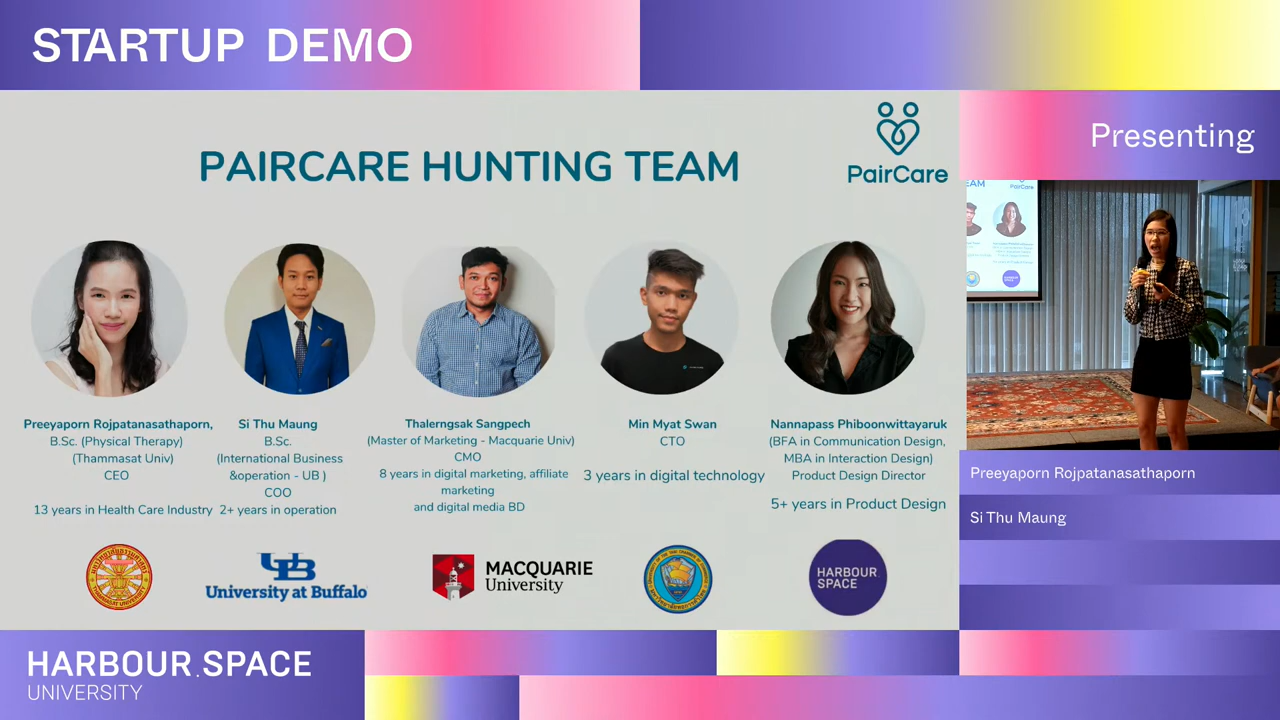 STARTUP DEMO
Presenting
PAIRCARE HUNTING TEAM
PairCare
Preeyaporn Rojpatanasathaporn,
B.Sc. (Physical Therapy)
(Thammasat Univ)
CEO
13 years in Health Care Industry
Si Thu Maung
B.Sc.
(International Business
&operation - UB )
COO
2+ years in operation
Thalerngsak Sangpech
(Master of Marketing - Macquarie Univ)
CMO
8 years in digital marketing, affiliate
marketing
and digital media BD
Min Myat Swan
CTO
3 years in digital technology
Nannapass Phiboonwittayaruk
(BFA in Communication Design,
MBA in Interaction Design)
Product Design Director
5+ years in Product Design
UB
University at Buffalo
MACQUARIE
University
HARBOUR
SPACE
EAM
PairCare
Preeyaporn Rojpatanasathaporn
Si Thu Maung
HARBOUR.SPACE
UNIVERSITY